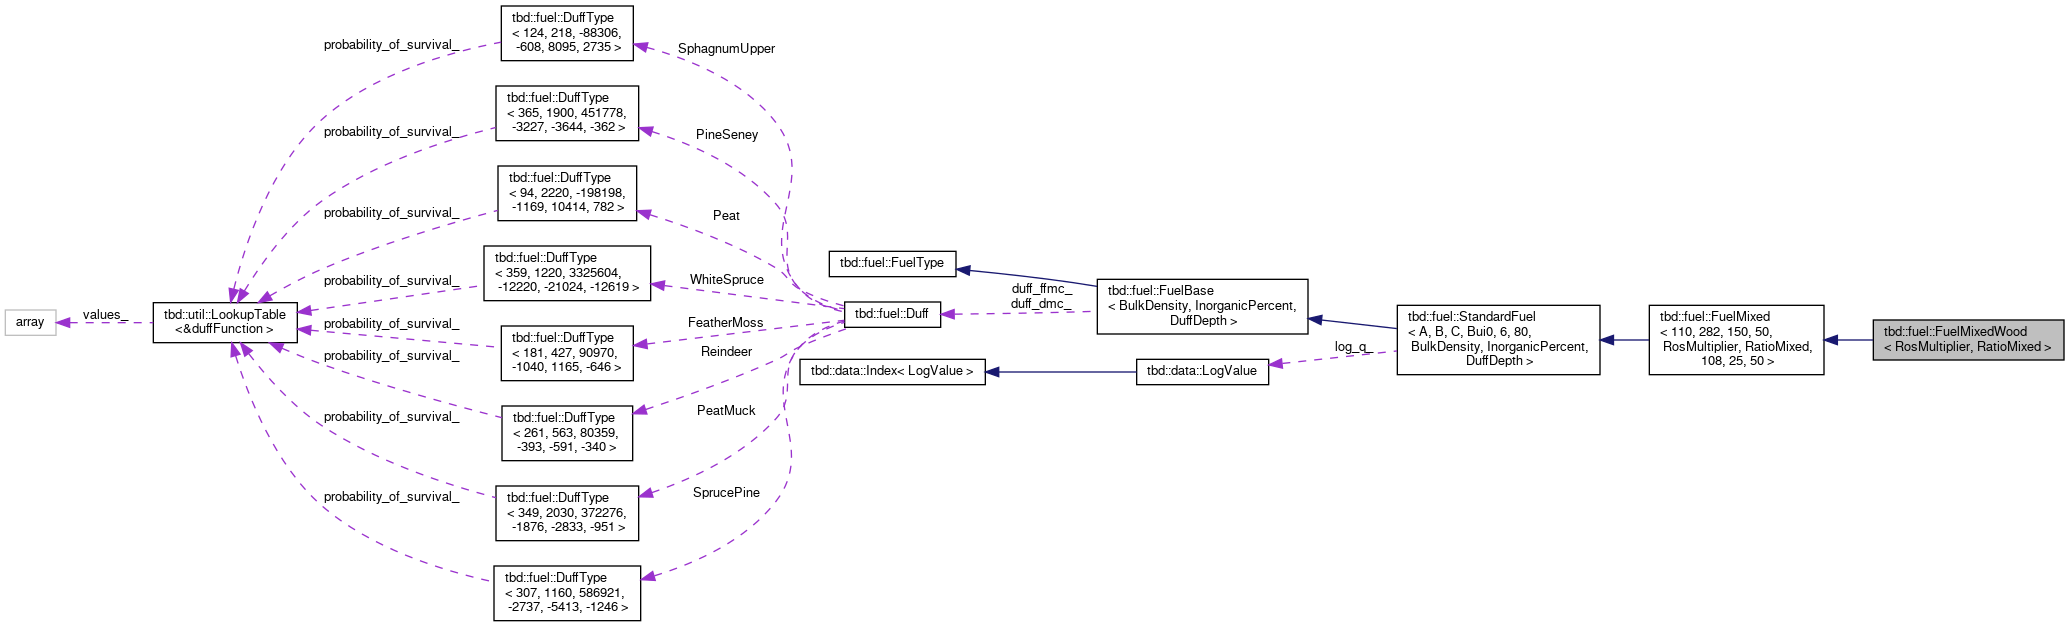 tbd::fuel::DuffType
< 124, 218, -88306,
-608, 8095, 2735 >
probability_of_survival_
SphagnumUpper
tbd::fuel::DuffType
< 365, 1900, 451778,
-3227, -3644, -362 >
probability_of_survival_
PineSeney
tbd::fuel::DuffType
< 94, 2220, -198198,
-1169, 10414, 782 >
probability_of_survival_
Peat
tbd::fuel::DuffType
< 359, 1220, 3325604,
-12220, -21024, -12619 >
probability_of_survival_
WhiteSpruce
tbd::fuel::FuelType
array
values_
tbd::util::LookupTable
<&duffFunction >
probability_of_survival_
tbd::fuel::DuffType
< 181, 427, 90970,
-1040, 1165, -646 >
FeatherMoss
tbd::fuel::Duff
duff_ffmc_
duff_dmc_
tbd::fuel::FuelBase
< BulkDensity, InorganicPercent,
DuffDepth >
tbd::data::Index< LogValue >
tbd::data::LogValue
log_q_
tbd::fuel::StandardFuel
< A, B, C, Bui0, 6, 80,
BulkDensity, InorganicPercent,
DuffDepth >
tbd::fuel::FuelMixed
< 110, 282, 150, 50,
RosMultiplier, RatioMixed,
108, 25, 50 >
tbd::fuel::FuelMixedWood
< RosMultiplier, RatioMixed >
probability_of_survival_
Reindeer
tbd::fuel::DuffType
< 261, 563, 80359,
-393, -591, -340 >
probability_of_survival_
PeatMuck
tbd::fuel::DuffType
< 349, 2030, 372276,
-1876, -2833, -951 >
probability_of_survival_
SprucePine
tbd::fuel::DuffType
< 307, 1160, 586921,
-2737, -5413, -1246 >